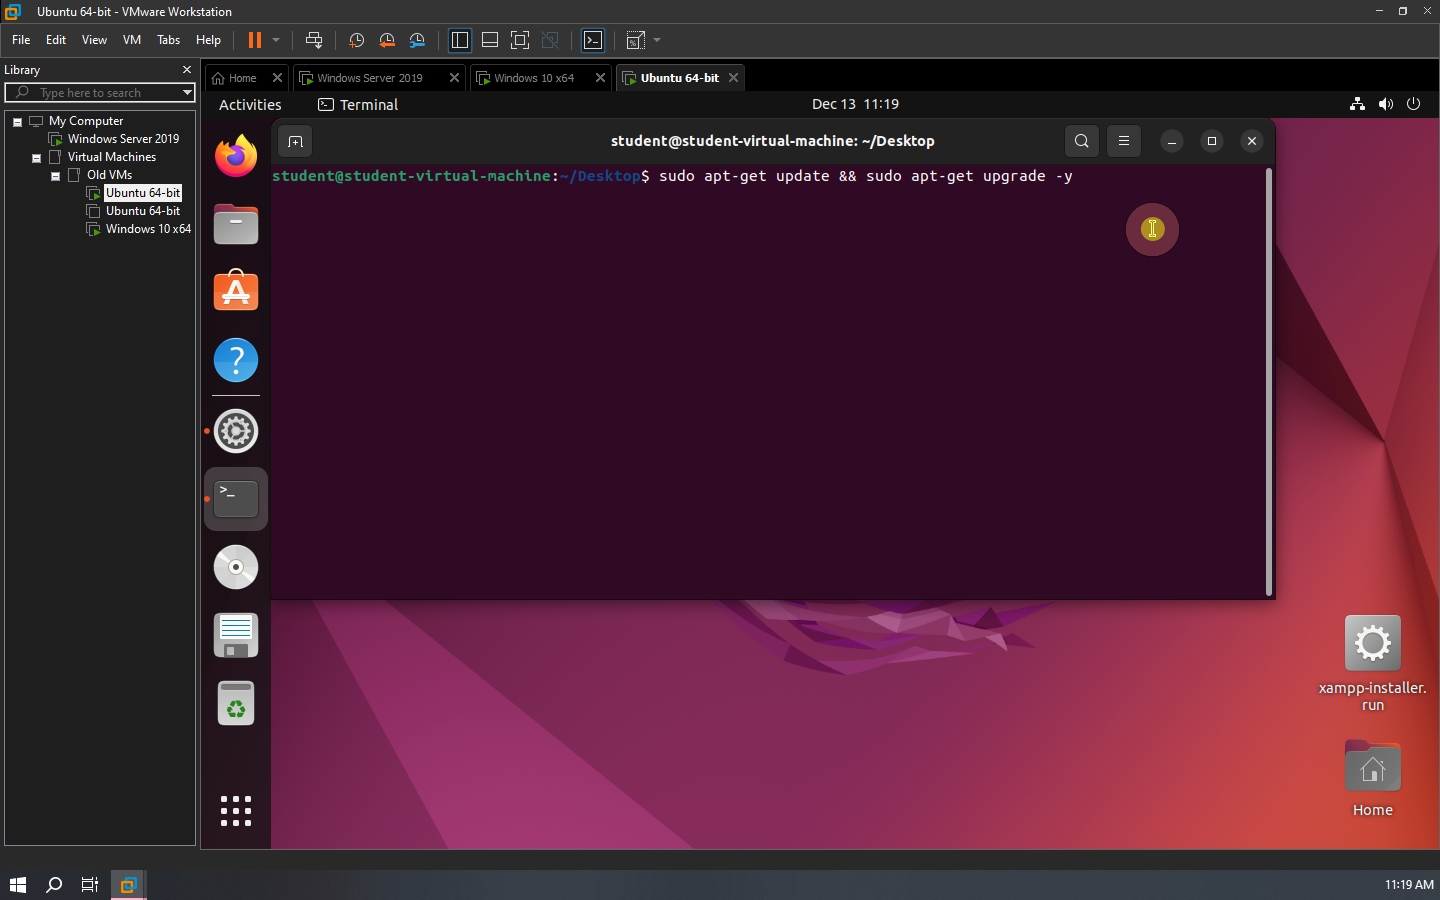 Ubuntu 64-bit - VMware Workstation
File Edit View VM Tabs Help
Library
Type here to search
My Computer
Windows Server 2019
Virtual Machines
Old VMs
Ubuntu 64-bit
Ubuntu 64-bit
Windows 10 x64
Home
Windows Server 2019
Windows 10 x64
Ubuntu 64-bit
Activities
Terminal
Dec 13 11:19
student@student-virtual-machine: ~/Desktop
student@student-virtual-machine:~/Desktop$ sudo apt-get update && sudo apt-get upgrade -y
xampp-installer.
run
Home
11:19 AM